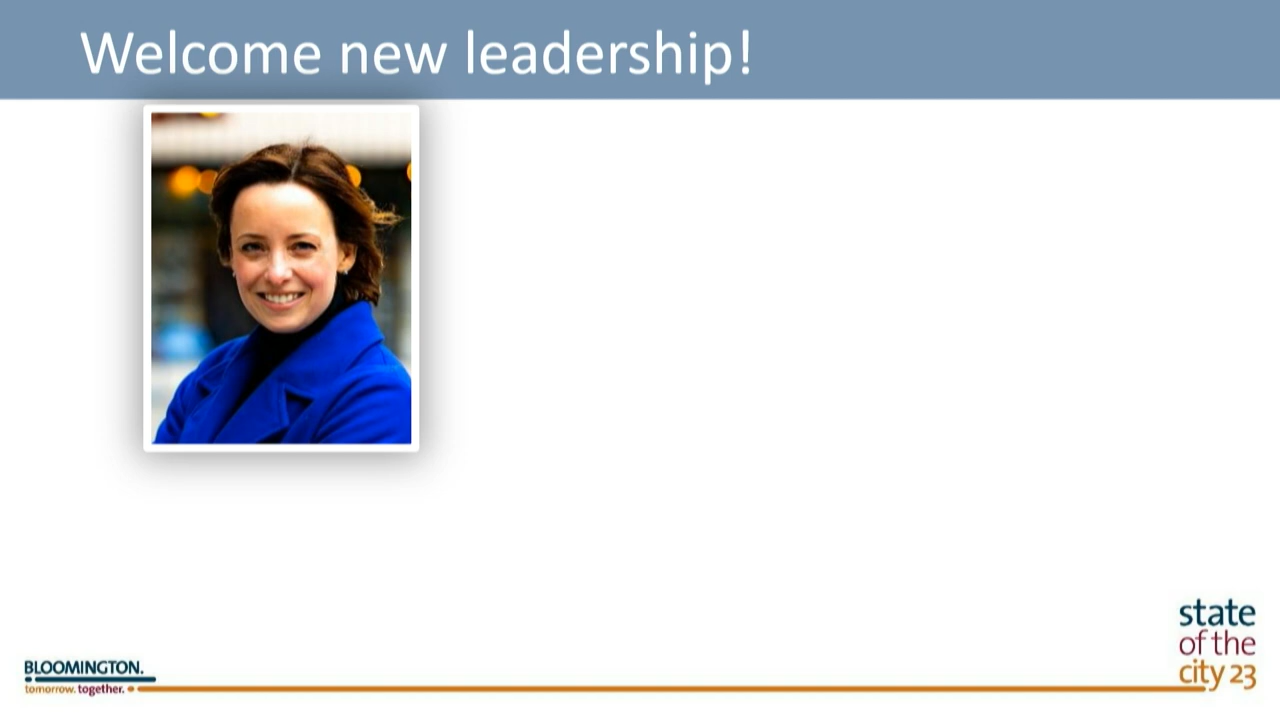 Welcome new leadership!
state
of the
city 23
BLOOMINGTON.
tomorrow. together.